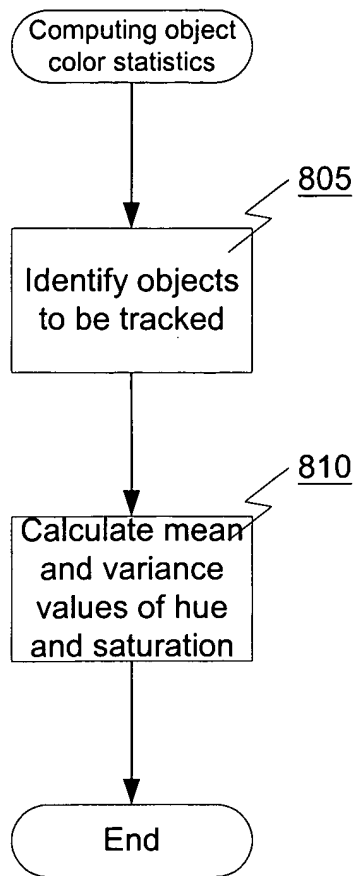 Computing object
color statistics
805
Identify objects
to be tracked
810
Calculate mean
and variance
values of hue
and saturation
End